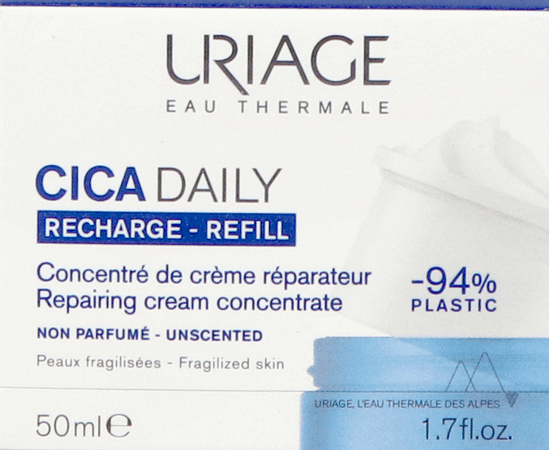 URIAGE
EAU THERMALE
CICA DAILY
RECHARGE - REFILL
Concentré de crème réparateur
Repairing cream concentrate
-94%
PLASTIC
NON PARFUMÉ - UNSCENTED
Peaux fragilisées - Fragilized skin
URIAGE, L'EAU THERMALE DES ALPES
50ml℮
1.7fl.oz.